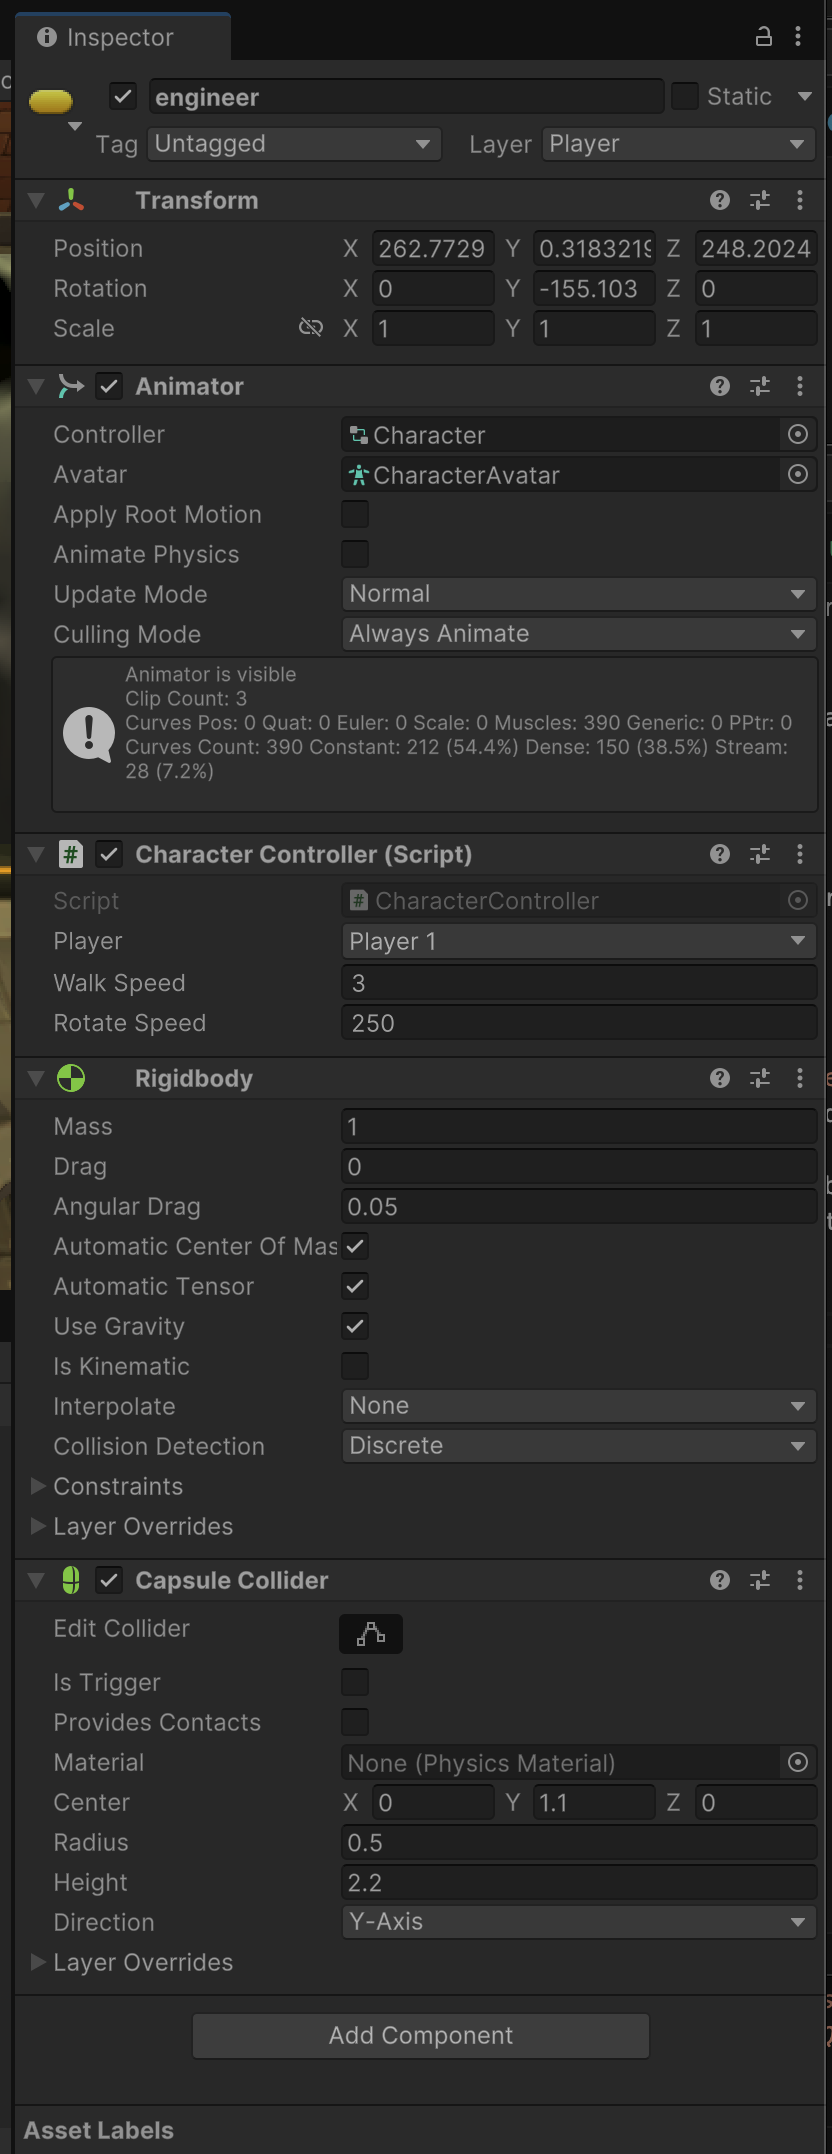 Inspector
engineer
Static
Tag Untagged Layer Player
Transform
Position X 262.7729 Y 0.3183219 Z 248.2024
Rotation X 0 Y -155.103 Z 0
Scale X 1 Y 1 Z 1
Animator
Controller Character
Avatar CharacterAvatar
Apply Root Motion
Animate Physics
Update Mode Normal
Culling Mode Always Animate
Animator is visible
Clip Count: 3
Curves Pos: 0 Quat: 0 Euler: 0 Scale: 0 Muscles: 390 Generic: 0 PPtr: 0
Curves Count: 390 Constant: 212 (54.4%) Dense: 150 (38.5%) Stream:
28 (7.2%)
# Character Controller (Script)
Script # CharacterController
Player Player 1
Walk Speed 3
Rotate Speed 250
Rigidbody
Mass 1
Drag 0
Angular Drag 0.05
Automatic Center Of Mas
Automatic Tensor
Use Gravity
Is Kinematic
Interpolate None
Collision Detection Discrete
Constraints
Layer Overrides
Capsule Collider
Edit Collider
Is Trigger
Provides Contacts
Material None (Physics Material)
Center X 0 Y 1.1 Z 0
Radius 0.5
Height 2.2
Direction Y-Axis
Layer Overrides
Add Component
Asset Labels